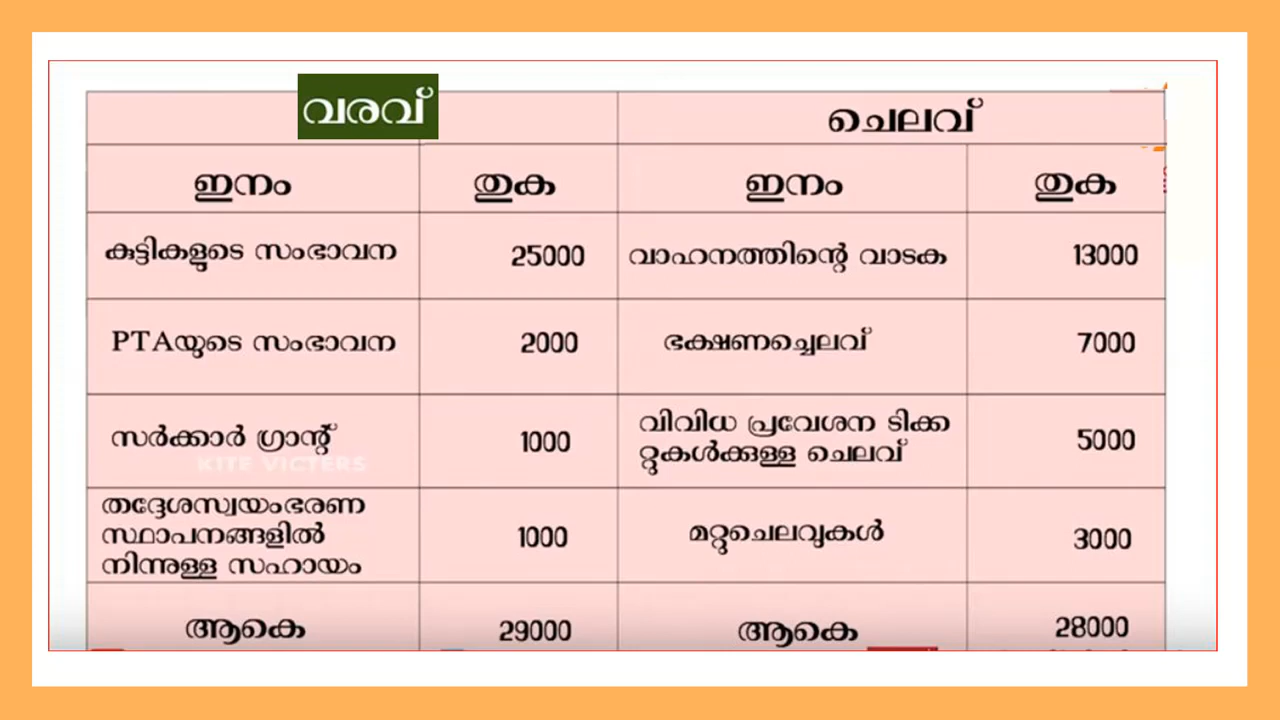 വരവ് ചെലവ്
ഇനം തുക ഇനം തുക
കുട്ടികളുടെ സംഭാവന 25000 വാഹനത്തിന്റെ വാടക 13000
PTAയുടെ സംഭാവന 2000 ഭക്ഷണച്ചെലവ് 7000
സർക്കാർ ഗ്രാന്റ് 1000 വിവിധ പ്രവേശന ടിക്ക
റ്റുകൾക്കുള്ള ചെലവ് 5000
KITE VICTERS
തദ്ദേശസ്വയംഭരണ
സ്ഥാപനങ്ങളിൽ
നിന്നുള്ള സഹായം 1000 മറ്റുചെലവുകൾ 3000
ആകെ 29000 ആകെ 28000